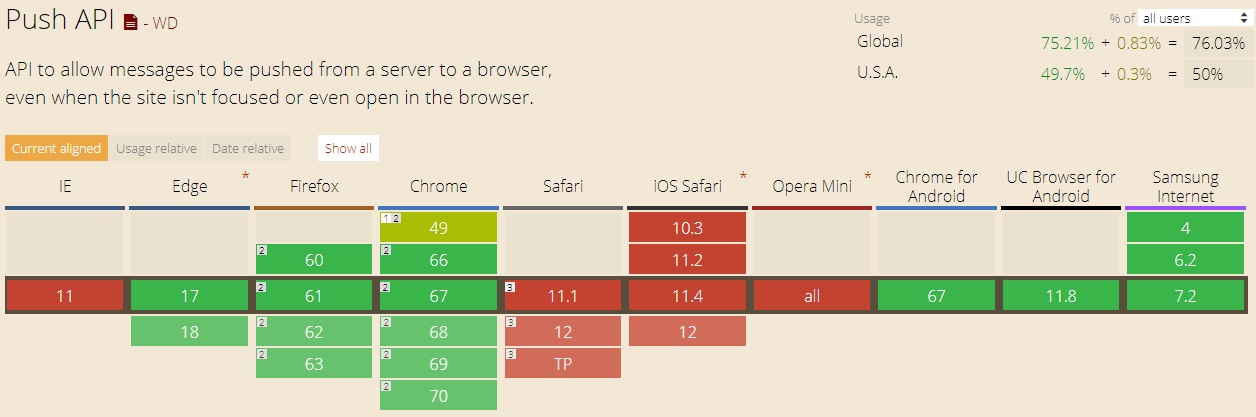 Push API - WD
Usage % of all users
Global 75.21% + 0.83% = 76.03%
U.S.A. 49.7% + 0.3% = 50%
API to allow messages to be pushed from a server to a browser,
even when the site isn't focused or even open in the browser.
Current aligned Usage relative Date relative Show all
IE Edge * Firefox Chrome Safari iOS Safari * Opera Mini * Chrome for Android UC Browser for Android Samsung Internet
1 2 49 10.3 4
2 60 2 66 11.2 6.2
11 17 2 61 2 67 3 11.1 11.4 all 67 11.8 7.2
18 2 62 2 68 3 12 12
2 63 2 69 3 TP
2 70